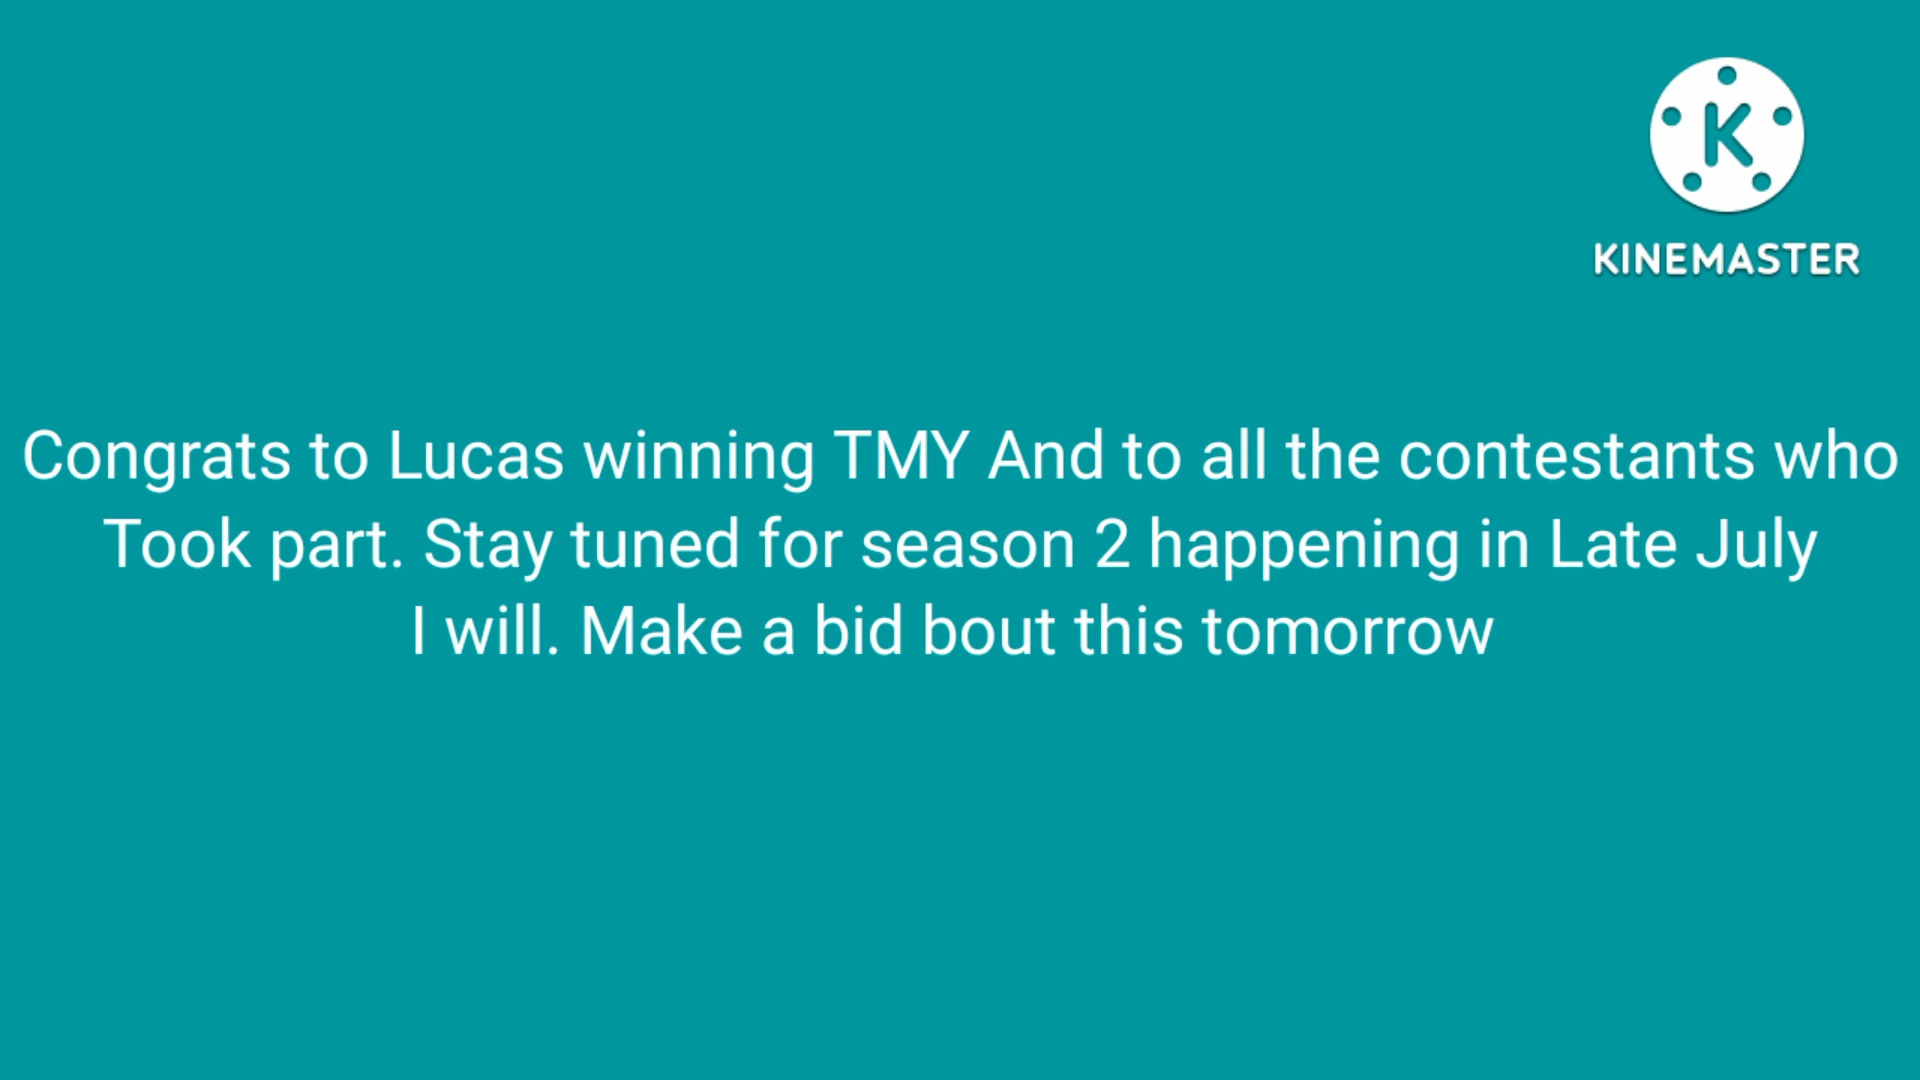 K
KINEMASTER
Congrats to Lucas winning TMY And to all the contestants who
Took part. Stay tuned for season 2 happening in Late July
I will. Make a bid bout this tomorrow